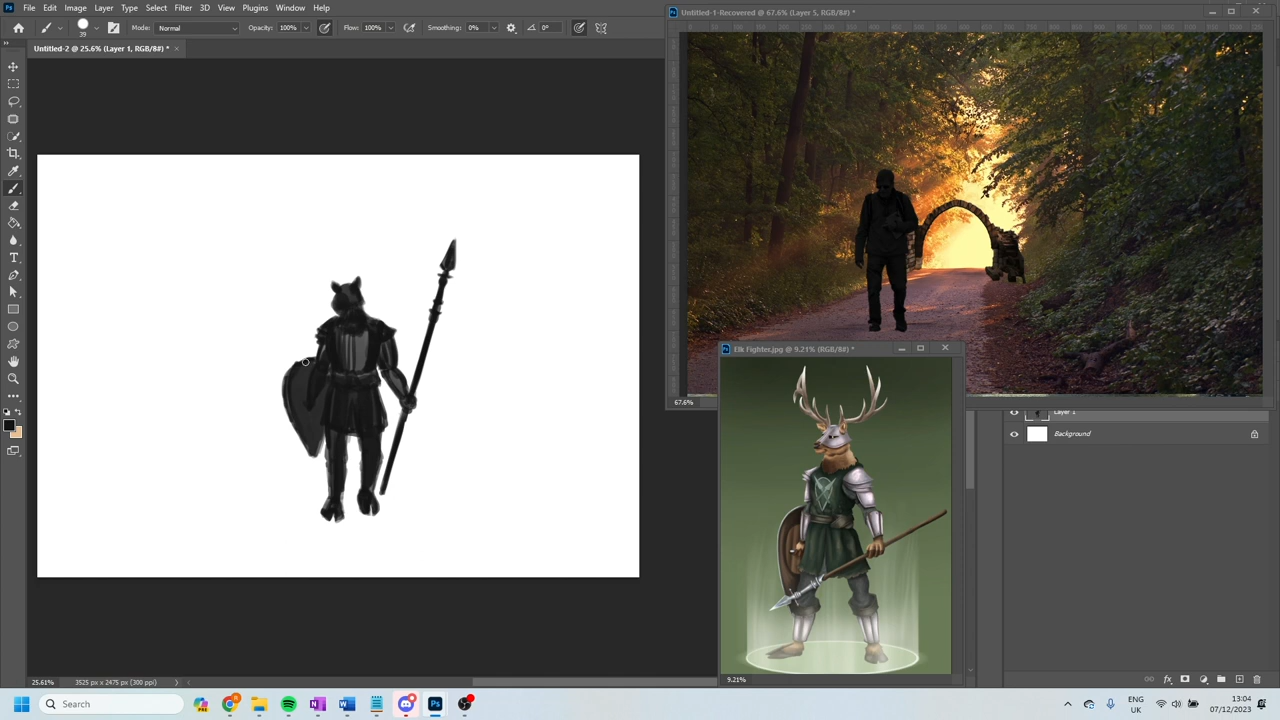 File Edit Image Layer Type Select Filter 3D View Plugins Window Help
39 Mode: Normal Opacity: 100% Flow: 100% Smoothing: 0% 0°
Untitled-2 @ 25.6% (Layer 1, RGB/8#) *
Untitled-1-Recovered @ 67.6% (Layer 5, RGB/8#) *
67.6%
Elk Fighter.jpg @ 9.21% (RGB/8#) *
9.21%
Layer 1
Background
25.61% 3525 px x 2475 px (300 ppi)
Search
ENG
UK
13:04
07/12/2023